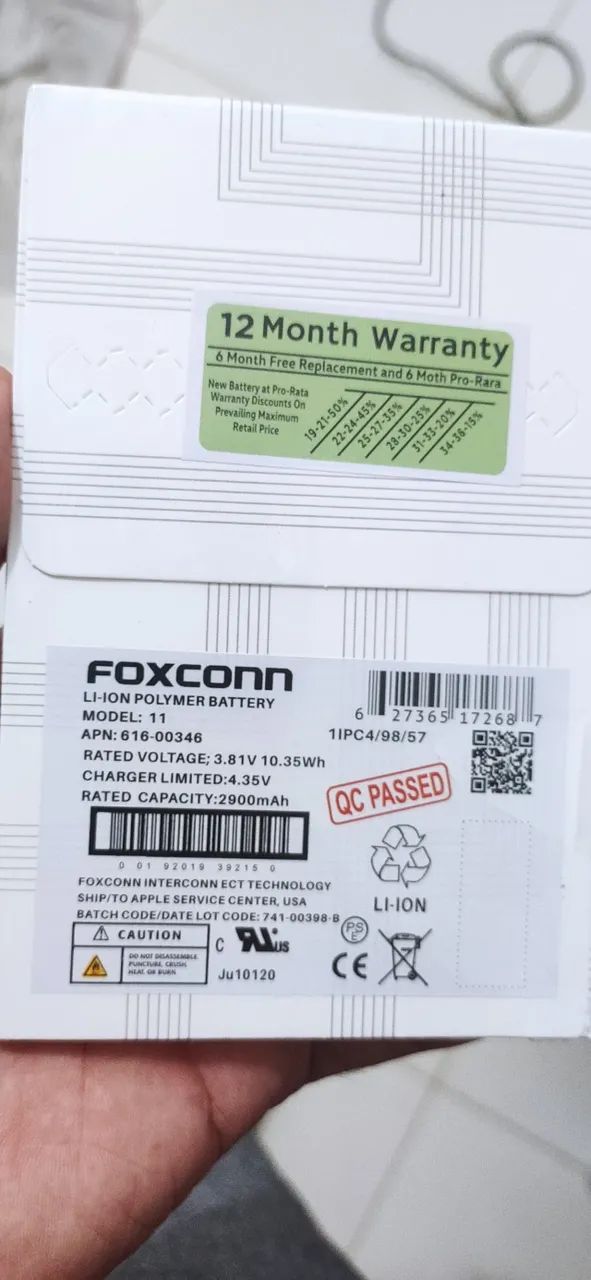 12 Month Warranty
6 Month Free Replacement and 6 Moth Pro-Rara
New Battery at Pro-Rata
Warranty Discounts On
Prevailing Maximum
Retail Price
19-21-50%
22-24-45%
25-27-35%
28-30-25%
31-33-20%
34-36-15%
FOXCONN
LI-ION POLYMER BATTERY
MODEL: 11
APN: 616-00346
RATED VOLTAGE; 3.81V 10.35Wh
CHARGER LIMITED:4.35V
RATED CAPACITY:2900mAh
6 27365 17268 7
1IPC4/98/57
QC PASSED
0 01 92019 39215 0
LI-ION
FOXCONN INTERCONN ECT TECHNOLOGY
SHIP/TO APPLE SERVICE CENTER, USA
BATCH CODE/DATE LOT CODE: 741-00398-B
CAUTION
DO NOT DISASSEMBLE
PUNCTURE, CRUSH
HEAT, OR BURN
C RU US
Ju10120
PS
E
CE